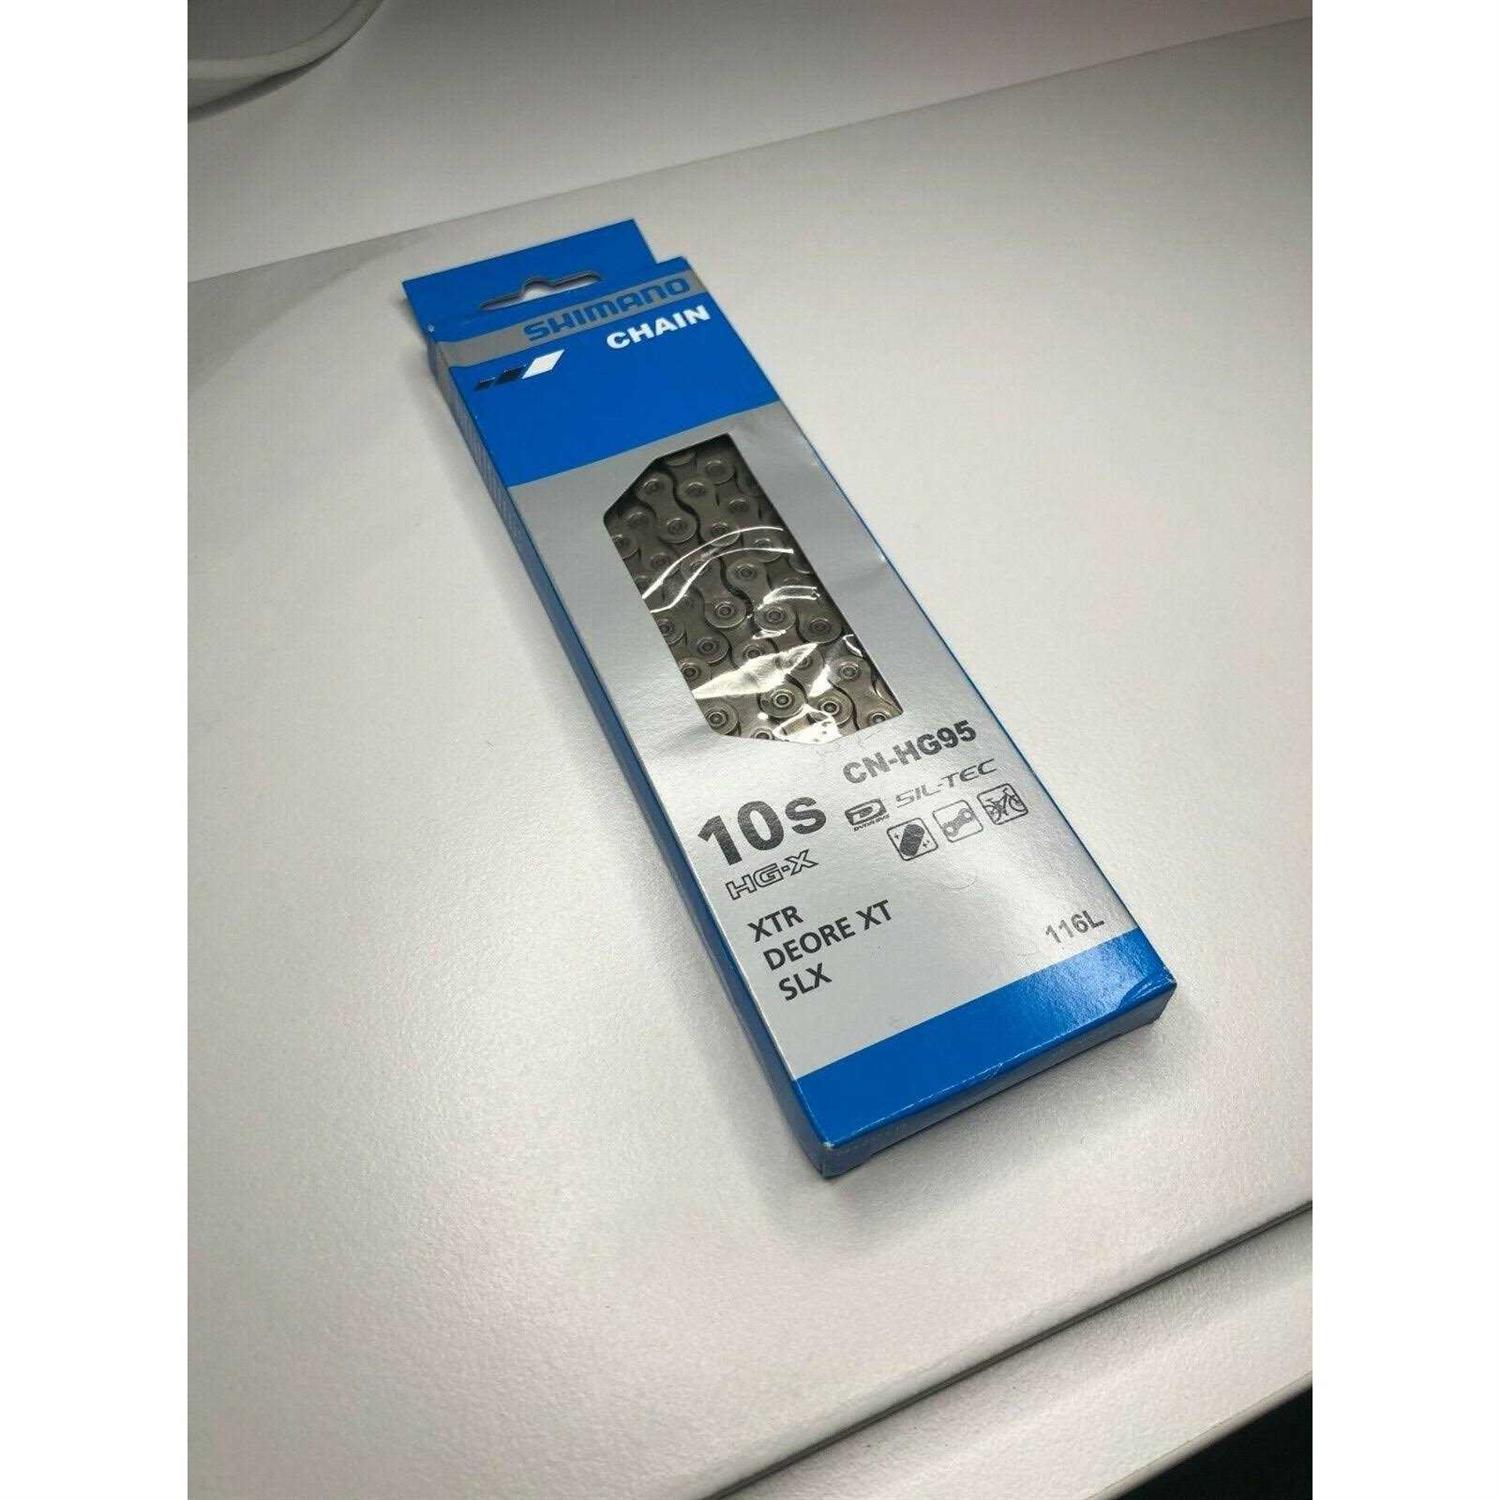 SHIMANO
CHAIN
CN-HG95
10s
SIL-TEC
HG-X
XTR
DEORE XT
SLX
116L